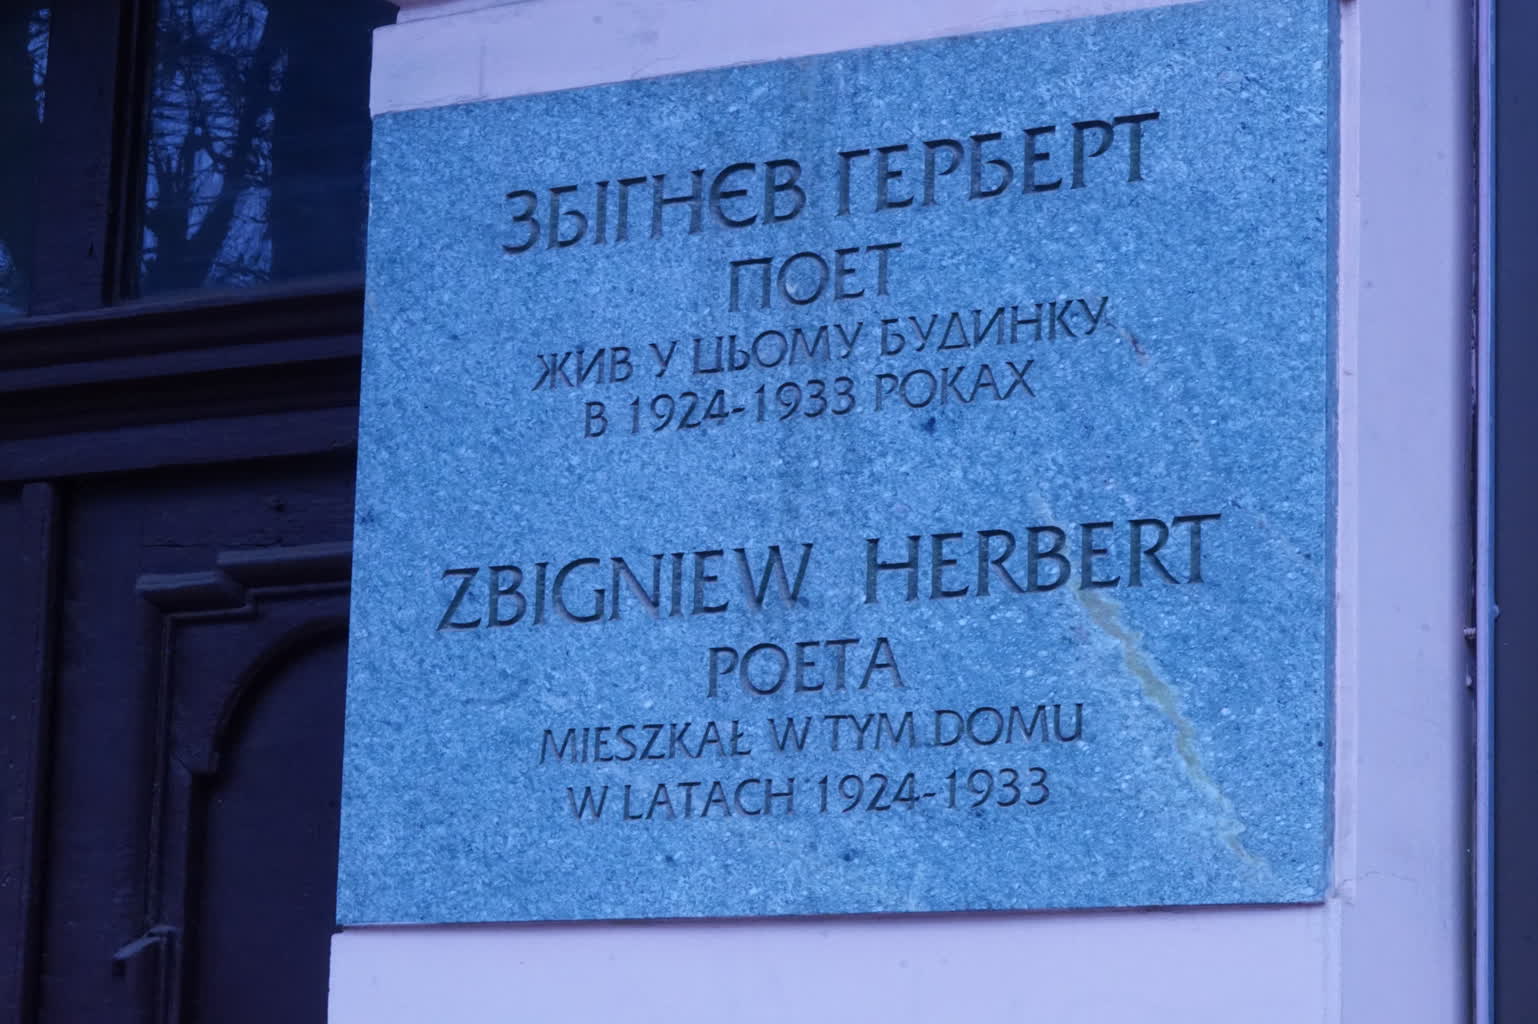 ЗБІГНЄВ ГЕРБЕРТ
ПОЕТ
ЖИВ У ЦЬОМУ БУДИНКУ
В 1924-1933 РОКАХ
ZBIGNIEW HERBERT
POETA
MIESZKAŁ W TYM DOMU
W LATACH 1924-1933